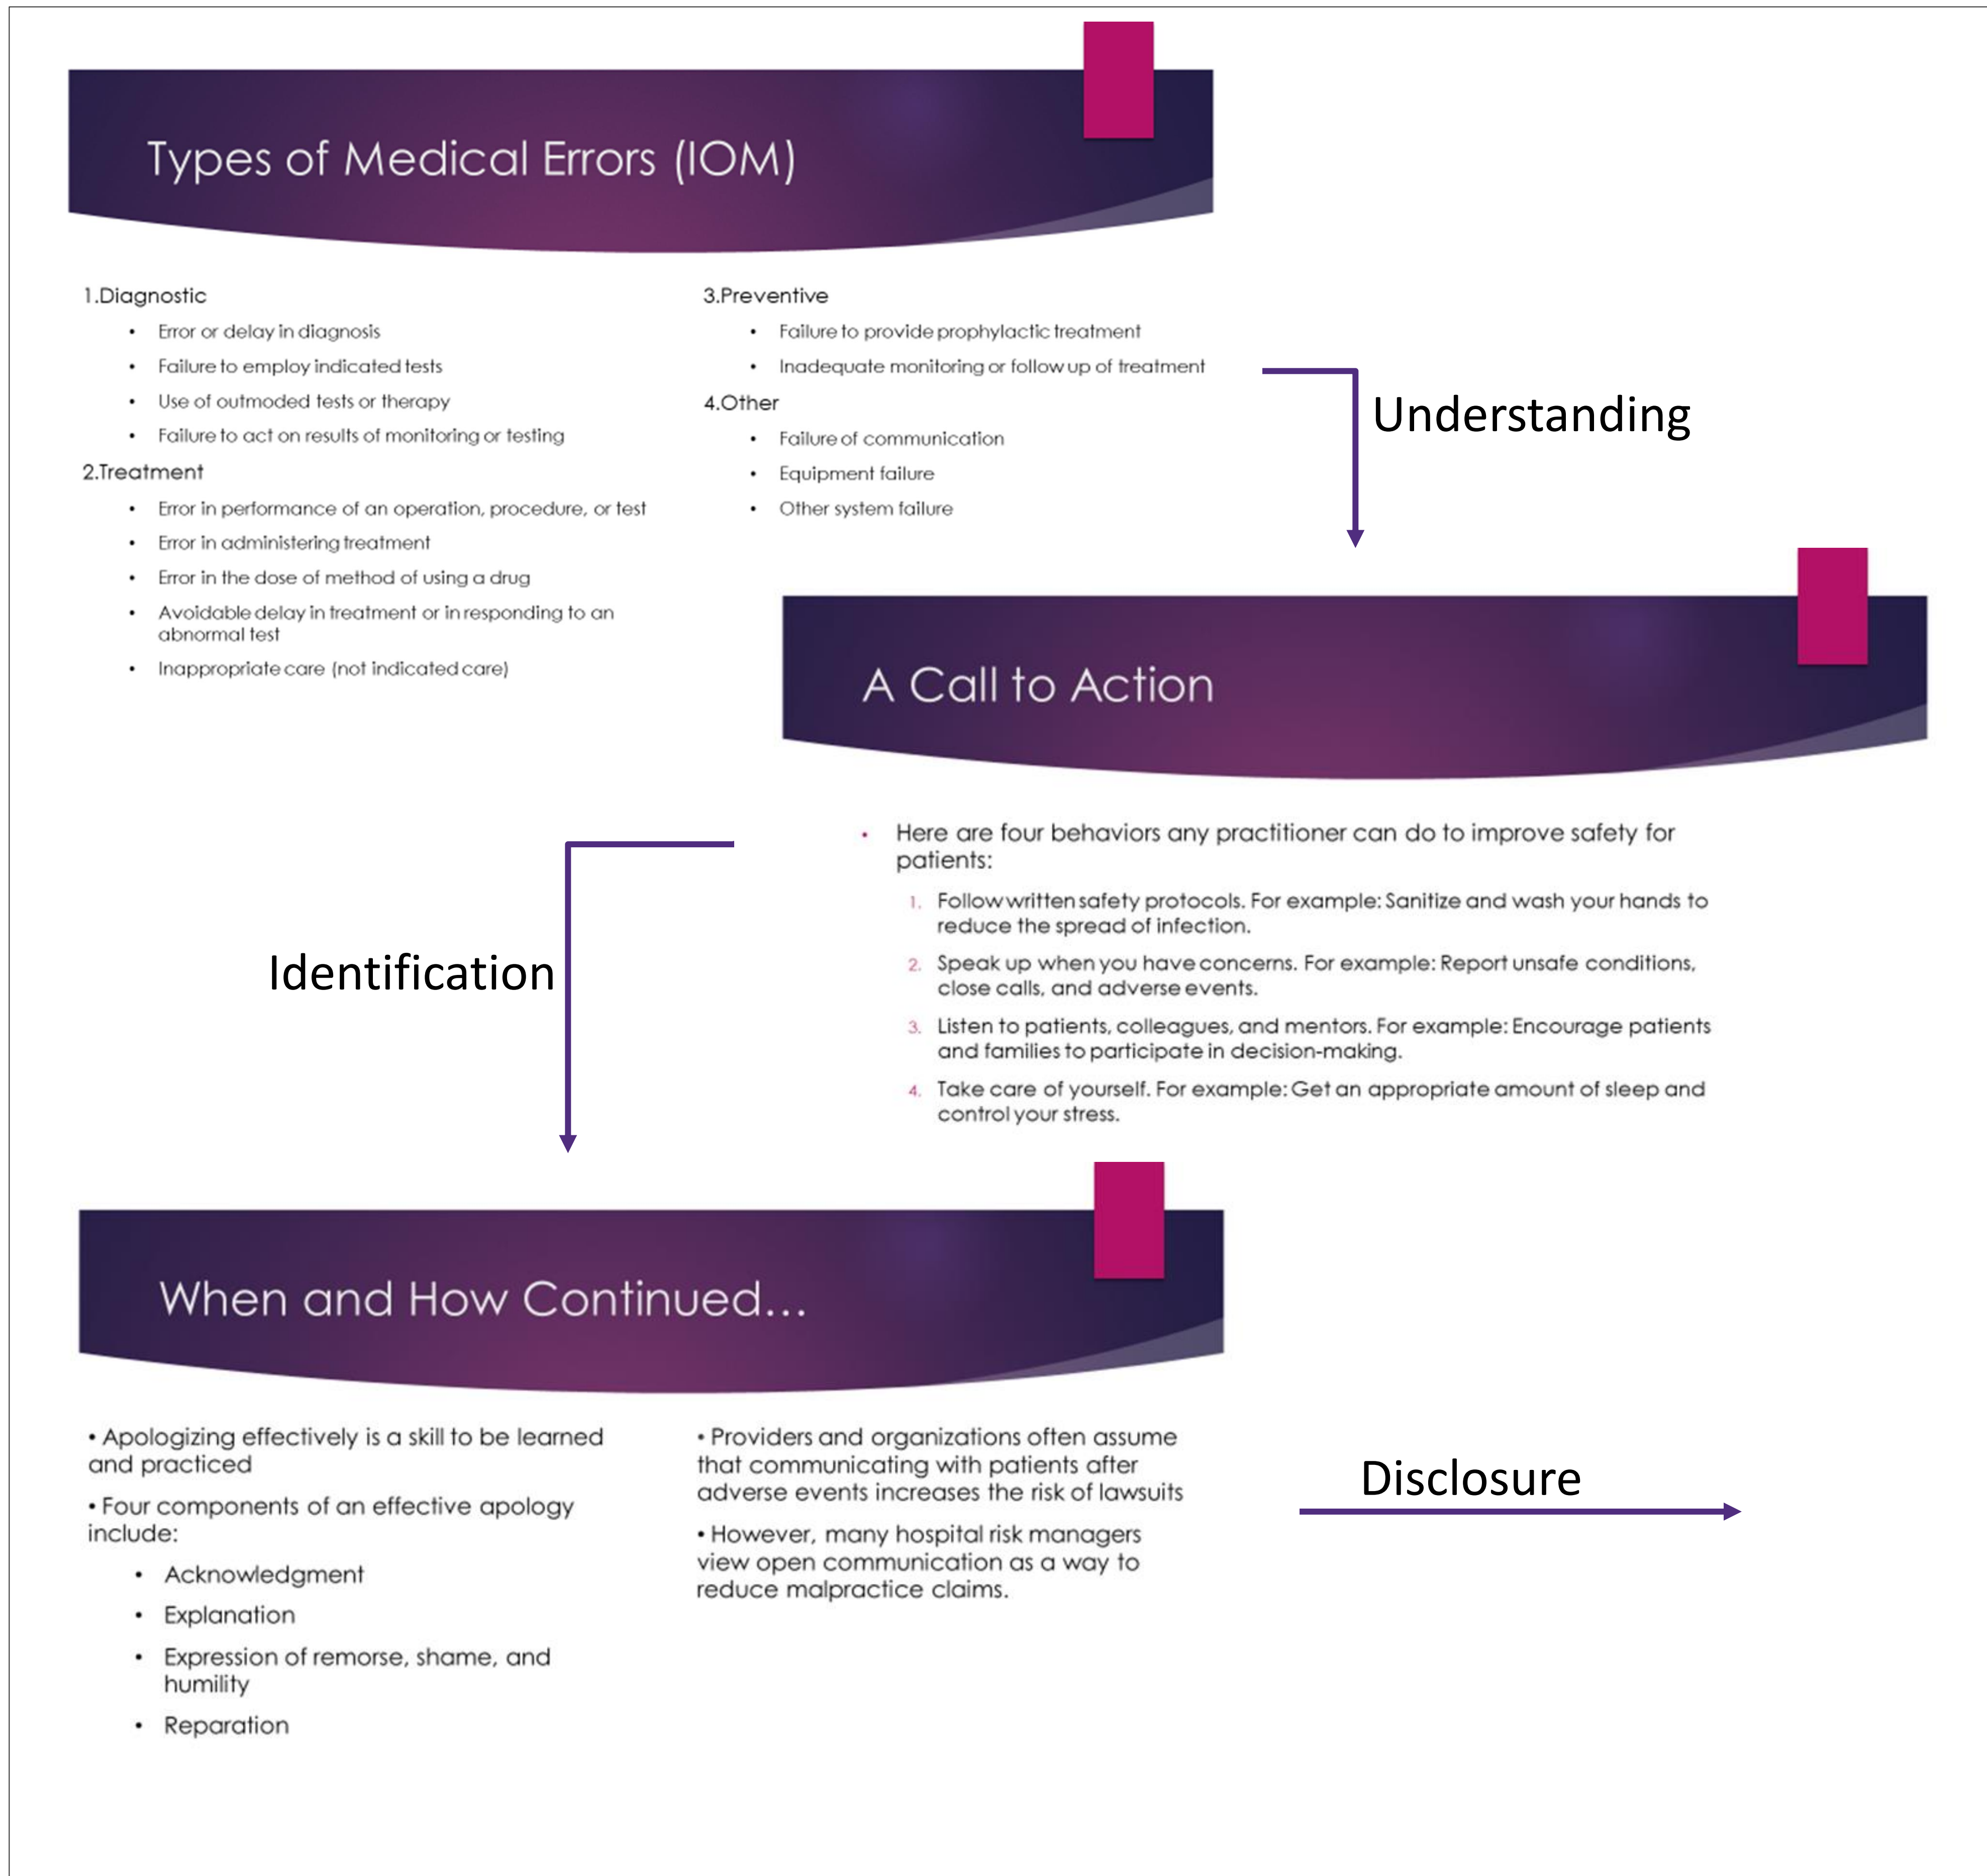 Types of Medical Errors (IOM)
1.Diagnostic
• Error or delay in diagnosis
• Failure to employ indicated tests
• Use of outmoded tests or therapy
• Failure to act on results of monitoring or testing
2.Treatment
• Error in performance of an operation, procedure, or test
• Error in administering treatment
• Error in the dose of method of using a drug
• Avoidable delay in treatment or in responding to an
abnormal test
• Inappropriate care (not indicated care)
3.Preventive
• Failure to provide prophylactic treatment
• Inadequate monitoring or follow up of treatment
4.Other
• Failure of communication
• Equipment failure
• Other system failure
Understanding
A Call to Action
• Here are four behaviors any practitioner can do to improve safety for
patients:
1. Follow written safety protocols. For example: Sanitize and wash your hands to
reduce the spread of infection.
2. Speak up when you have concerns. For example: Report unsafe conditions,
close calls, and adverse events.
3. Listen to patients, colleagues, and mentors. For example: Encourage patients
and families to participate in decision-making.
4. Take care of yourself. For example: Get an appropriate amount of sleep and
control your stress.
Identification
When and How Continued...
• Apologizing effectively is a skill to be learned
and practiced
• Four components of an effective apology
include:
• Acknowledgment
• Explanation
• Expression of remorse, shame, and
humility
• Reparation
• Providers and organizations often assume
that communicating with patients after
adverse events increases the risk of lawsuits
• However, many hospital risk managers
view open communication as a way to
reduce malpractice claims.
Disclosure